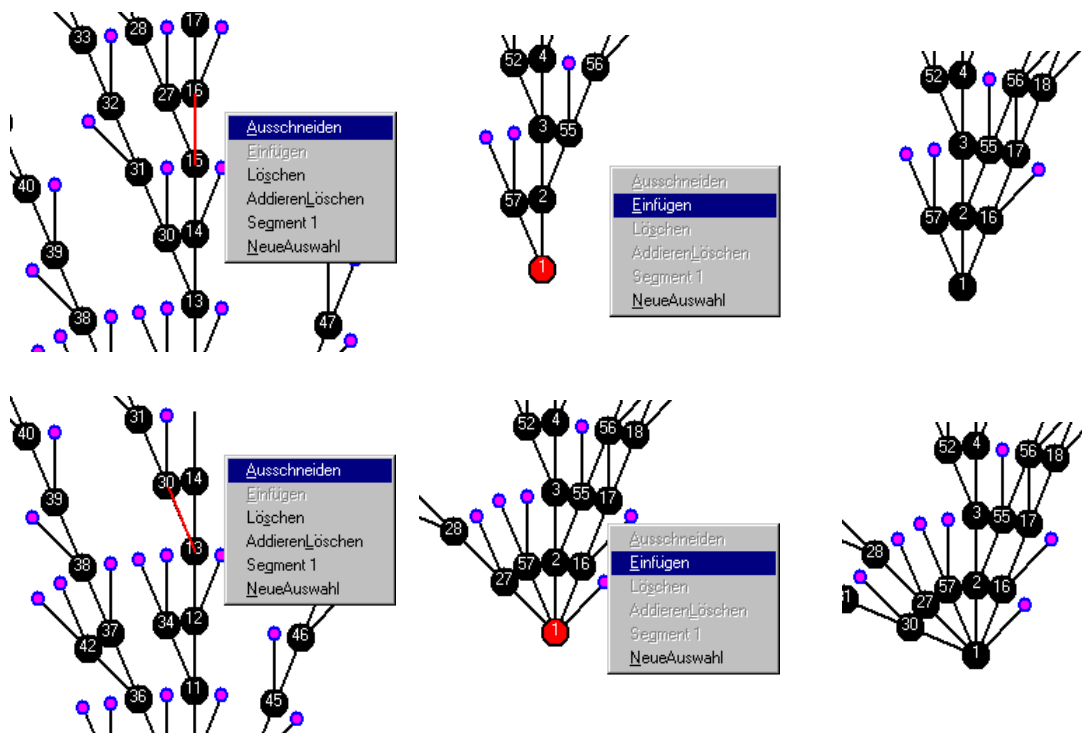 33 28 17
32 27 16
15
31
40
30 14
39
13
38
47
Ausschneiden
Einfügen
Löschen
AddierenLöschen
Segment 1
NeueAuswahl
52 4 56
3 55
57 2
1
Ausschneiden
Einfügen
Löschen
AddierenLöschen
Segment 1
NeueAuswahl
52 4 56 18
3 55 17
57 2 16
1
31
40
30 14
39
13
38
37 34 12 46
42
36 11 45
Ausschneiden
Einfügen
Löschen
AddierenLöschen
Segment 1
NeueAuswahl
52 4 56 18
3 55 17
28
57 2 16
27
1
Ausschneiden
Einfügen
Löschen
AddierenLöschen
Segment 1
NeueAuswahl
52 4 56 18
3 55 17
28
57 2 16
27
30
1